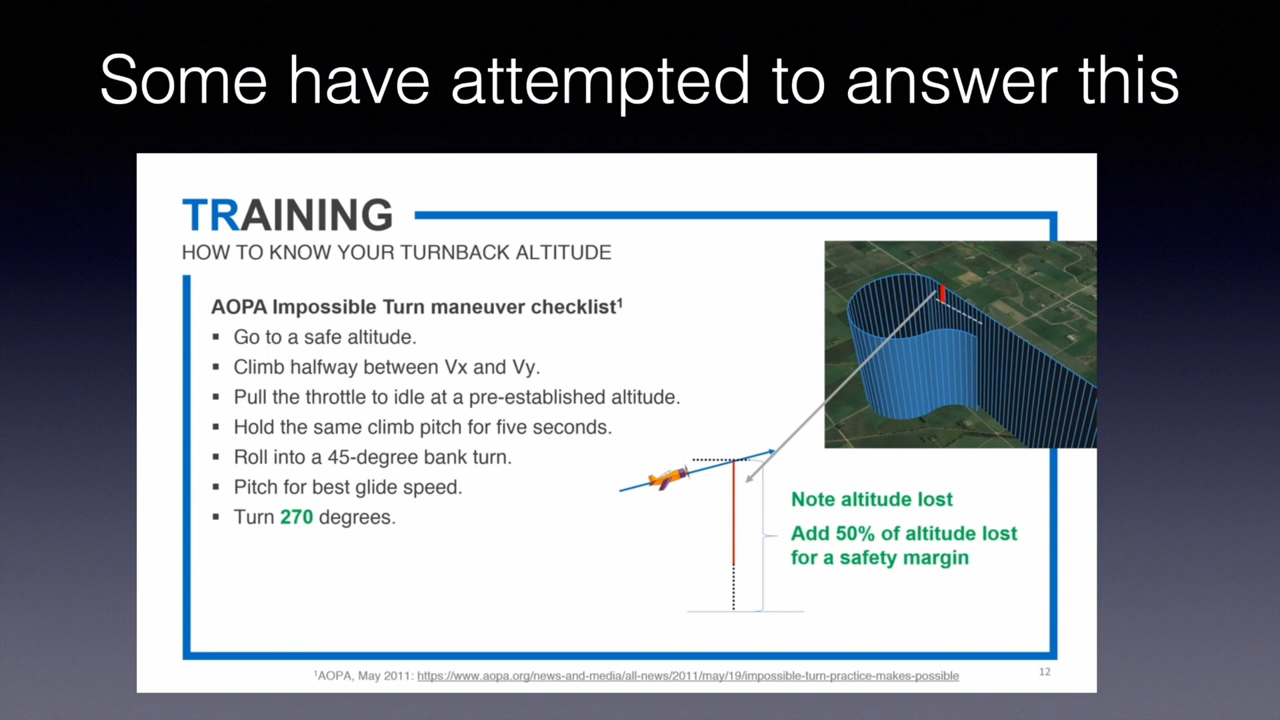 Some have attempted to answer this
TRAINING
HOW TO KNOW YOUR TURNBACK ALTITUDE
AOPA Impossible Turn maneuver checklist¹
▪ Go to a safe altitude.
▪ Climb halfway between Vx and Vy.
▪ Pull the throttle to idle at a pre-established altitude.
▪ Hold the same climb pitch for five seconds.
▪ Roll into a 45-degree bank turn.
▪ Pitch for best glide speed.
▪ Turn 270 degrees.
Note altitude lost
Add 50% of altitude lost
for a safety margin
¹AOPA, May 2011: https://www.aopa.org/news-and-media/all-news/2011/may/19/impossible-turn-practice-makes-possible
12